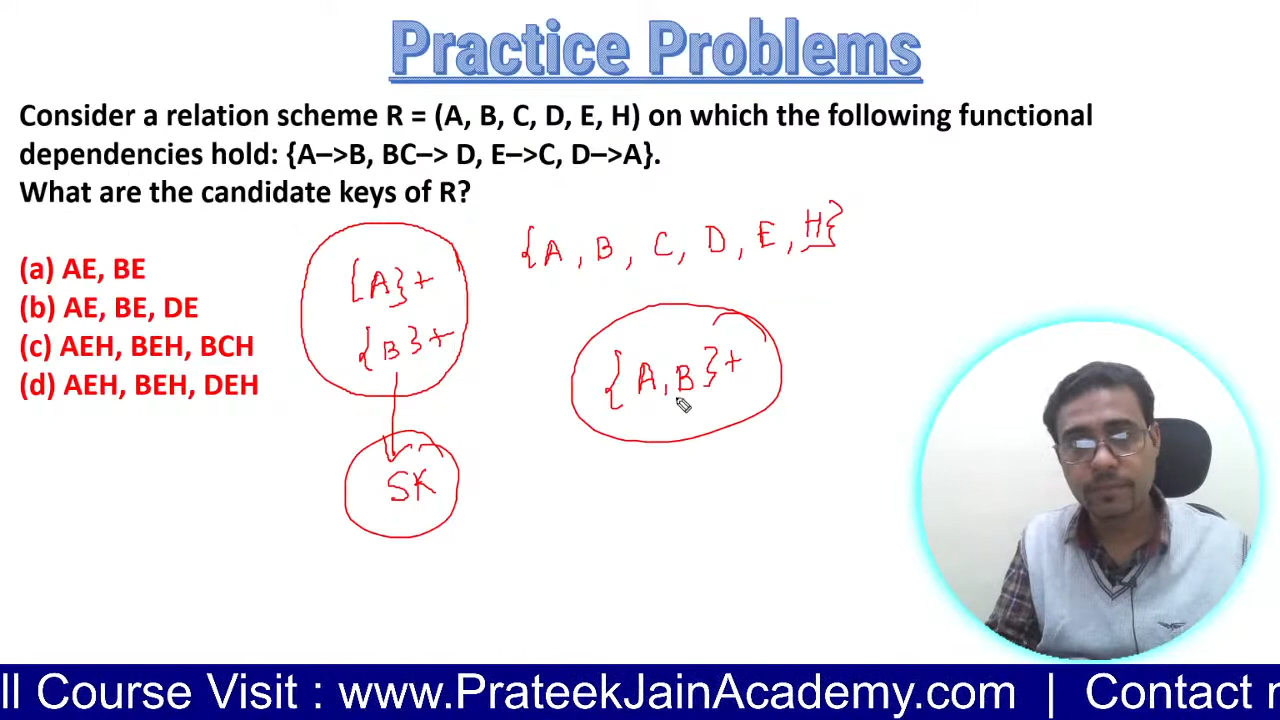 Practice Problems
Consider a relation scheme R = (A, B, C, D, E, H) on which the following functional
dependencies hold: {A–>B, BC–> D, E–>C, D–>A}.
What are the candidate keys of R?
{A, B, C, D, E, H}
(a) AE, BE
(b) AE, BE, DE
(c) AEH, BEH, BCH
(d) AEH, BEH, DEH
{A}+
{B}+
{A, B}+
SK
ll Course Visit : www.PrateekJainAcademy.com | Contact